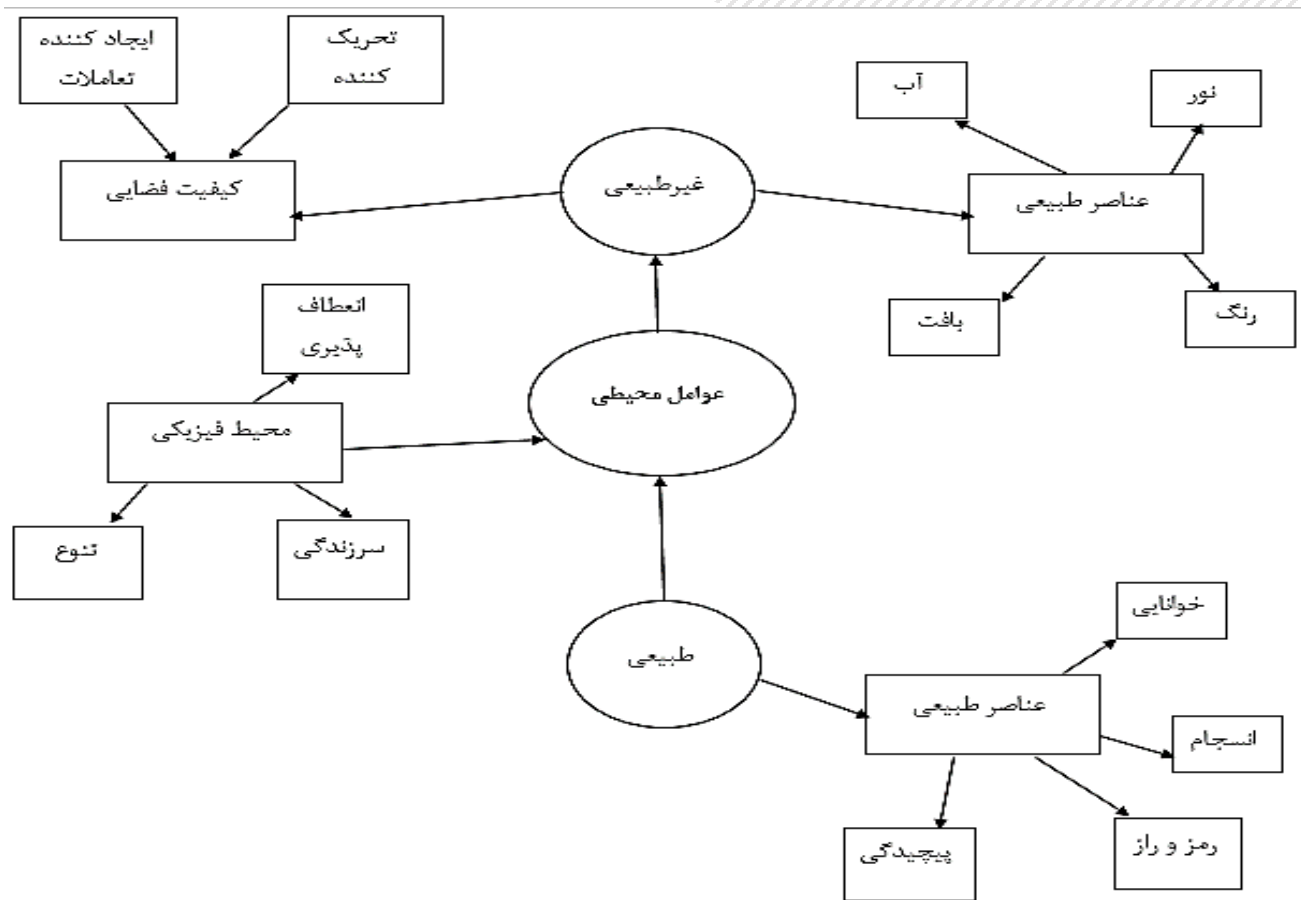 ایجاد کننده
تعاملات
تحریک
کننده
آب
نور
کیفیت فضایی
غیرطبیعی
عناصر طبیعی
انعطاف
پذیری
بافت
رنگ
عوامل محیطی
محیط فیزیکی
تنوع
سرزندگی
خوانایی
طبیعی
عناصر طبیعی
انسجام
پیچیدگی
رمز و راز